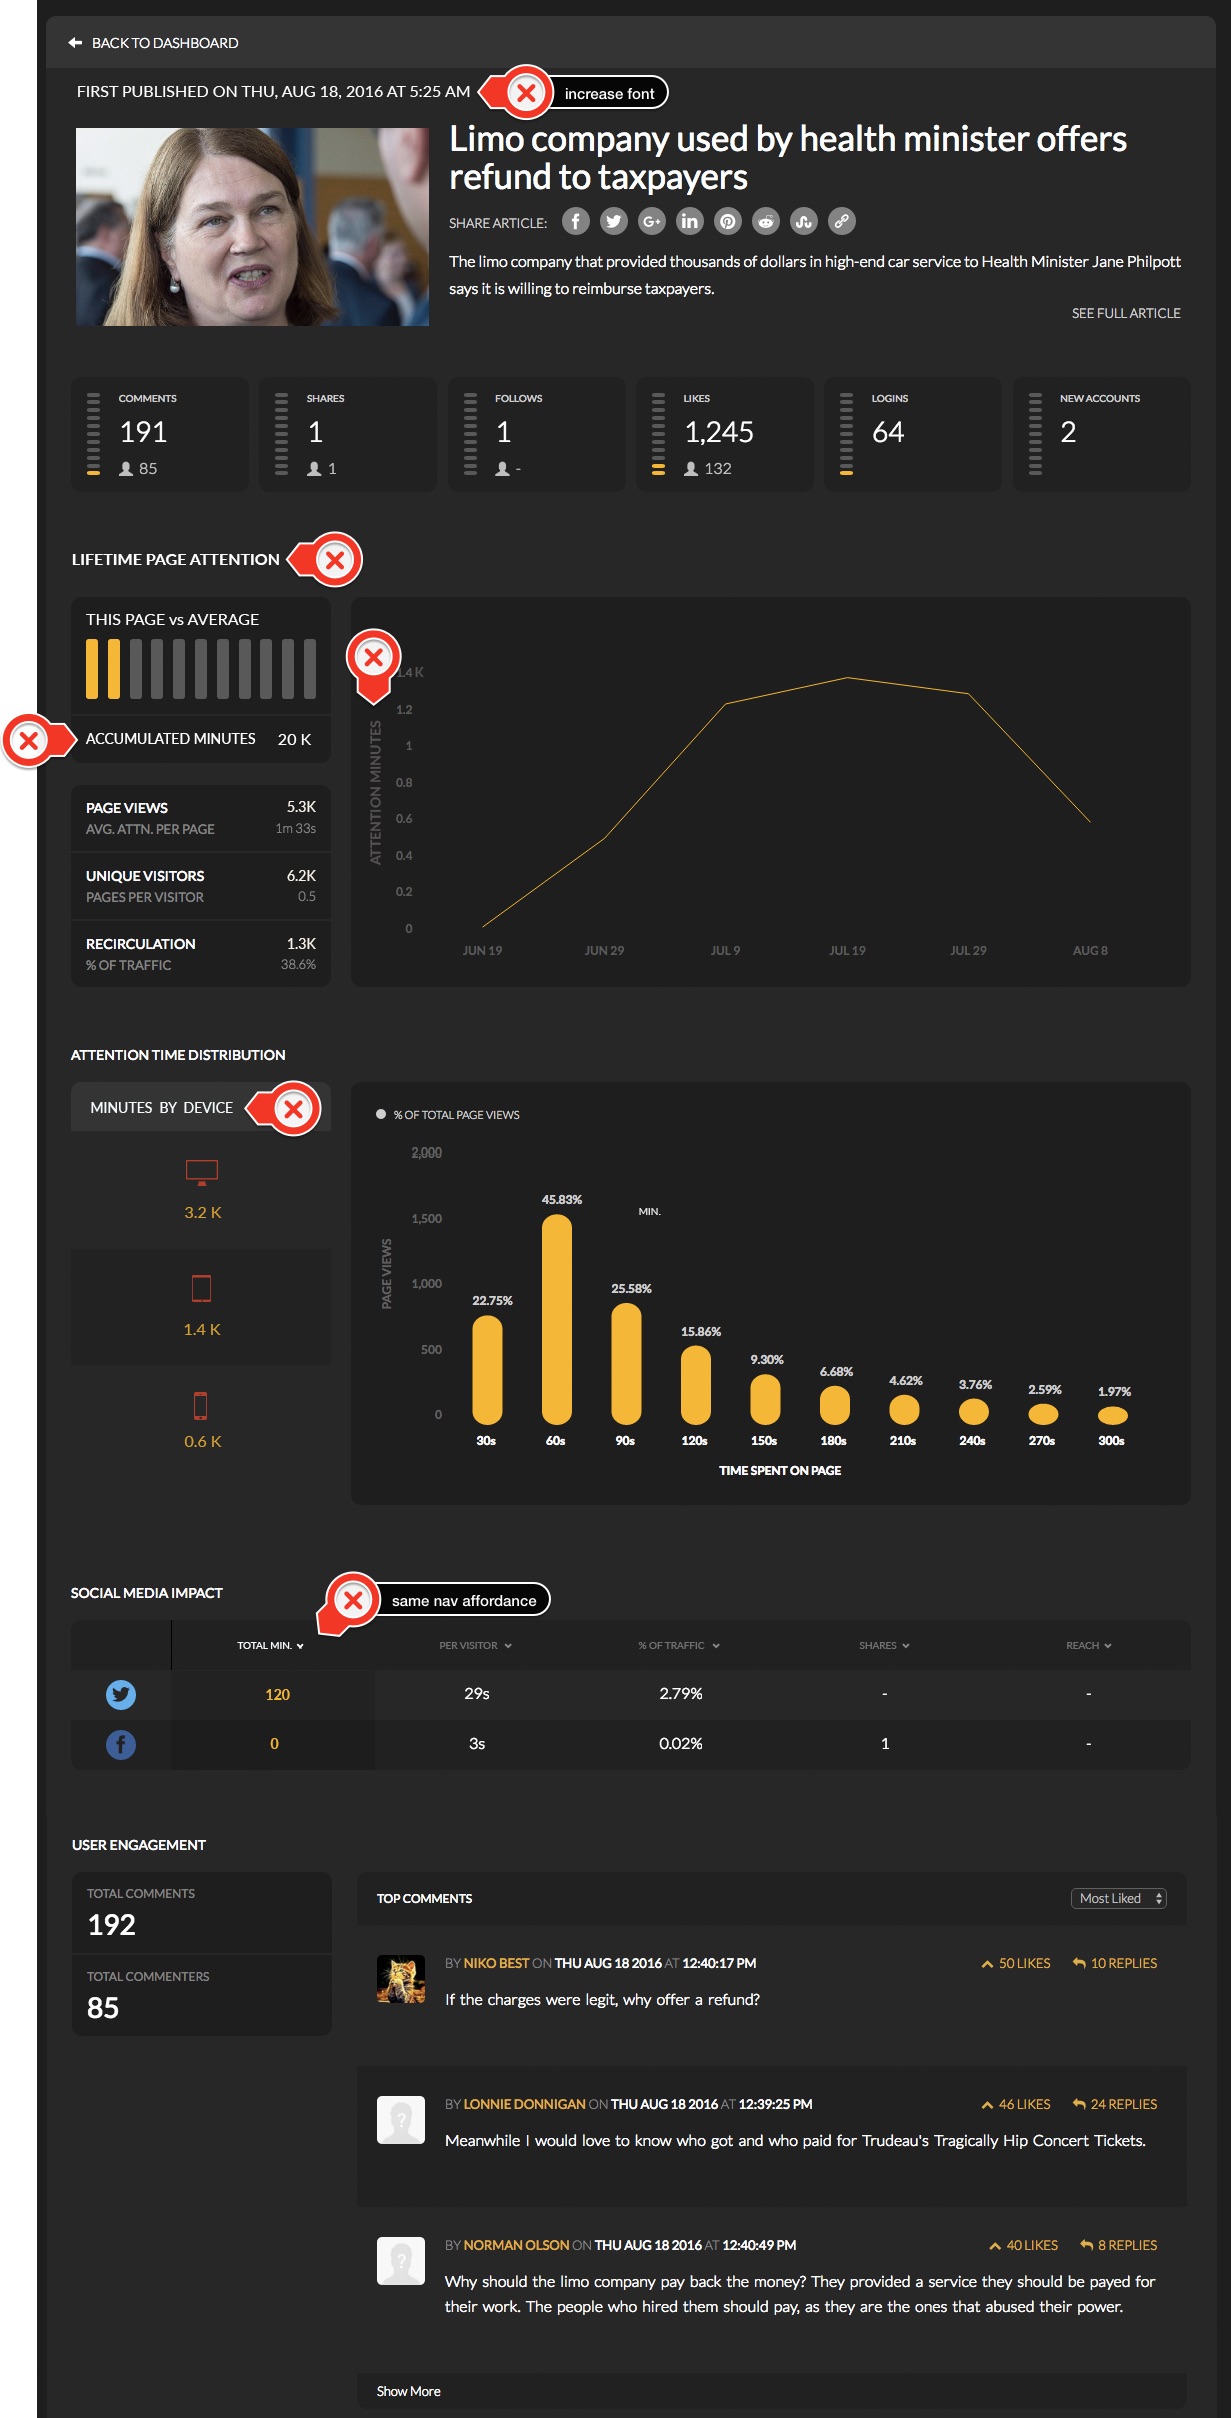 BACK TO DASHBOARD
FIRST PUBLISHED ON THU, AUG 18, 2016 AT 5:25 AM
increase font
Limo company used by health minister offers
refund to taxpayers
SHARE ARTICLE:
The limo company that provided thousands of dollars in high-end car service to Health Minister Jane Philpott
says it is willing to reimburse taxpayers.
SEE FULL ARTICLE
COMMENTS
191
85
SHARES
1
1
FOLLOWS
1
-
LIKES
1,245
132
LOGINS
64
NEW ACCOUNTS
2
LIFETIME PAGE ATTENTION
THIS PAGE vs AVERAGE
ACCUMULATED MINUTES 20 K
PAGE VIEWS 5.3K
AVG. ATTN. PER PAGE 1m 33s
UNIQUE VISITORS 6.2K
PAGES PER VISITOR 0.5
RECIRCULATION 1.3K
% OF TRAFFIC 38.6%
ATTENTION MINUTES
1.4 K
1.2
1
0.8
0.6
0.4
0.2
0
JUN 19 JUN 29 JUL 9 JUL 19 JUL 29 AUG 8
ATTENTION TIME DISTRIBUTION
MINUTES BY DEVICE
3.2 K
1.4 K
0.6 K
% OF TOTAL PAGE VIEWS
PAGE VIEWS
2,000
1,500
1,000
500
0
MIN.
22.75% 45.83% 25.58% 15.86% 9.30% 6.68% 4.62% 3.76% 2.59% 1.97%
30s 60s 90s 120s 150s 180s 210s 240s 270s 300s
TIME SPENT ON PAGE
SOCIAL MEDIA IMPACT
same nav affordance
TOTAL MIN. PER VISITOR % OF TRAFFIC SHARES REACH
120 29s 2.79% - -
0 3s 0.02% 1 -
USER ENGAGEMENT
TOTAL COMMENTS
192
TOTAL COMMENTERS
85
TOP COMMENTS Most Liked
BY NIKO BEST ON THU AUG 18 2016 AT 12:40:17 PM 50 LIKES 10 REPLIES
If the charges were legit, why offer a refund?
BY LONNIE DONNIGAN ON THU AUG 18 2016 AT 12:39:25 PM 46 LIKES 24 REPLIES
Meanwhile I would love to know who got and who paid for Trudeau's Tragically Hip Concert Tickets.
BY NORMAN OLSON ON THU AUG 18 2016 AT 12:40:49 PM 40 LIKES 8 REPLIES
Why should the limo company pay back the money? They provided a service they should be payed for
their work. The people who hired them should pay, as they are the ones that abused their power.
Show More